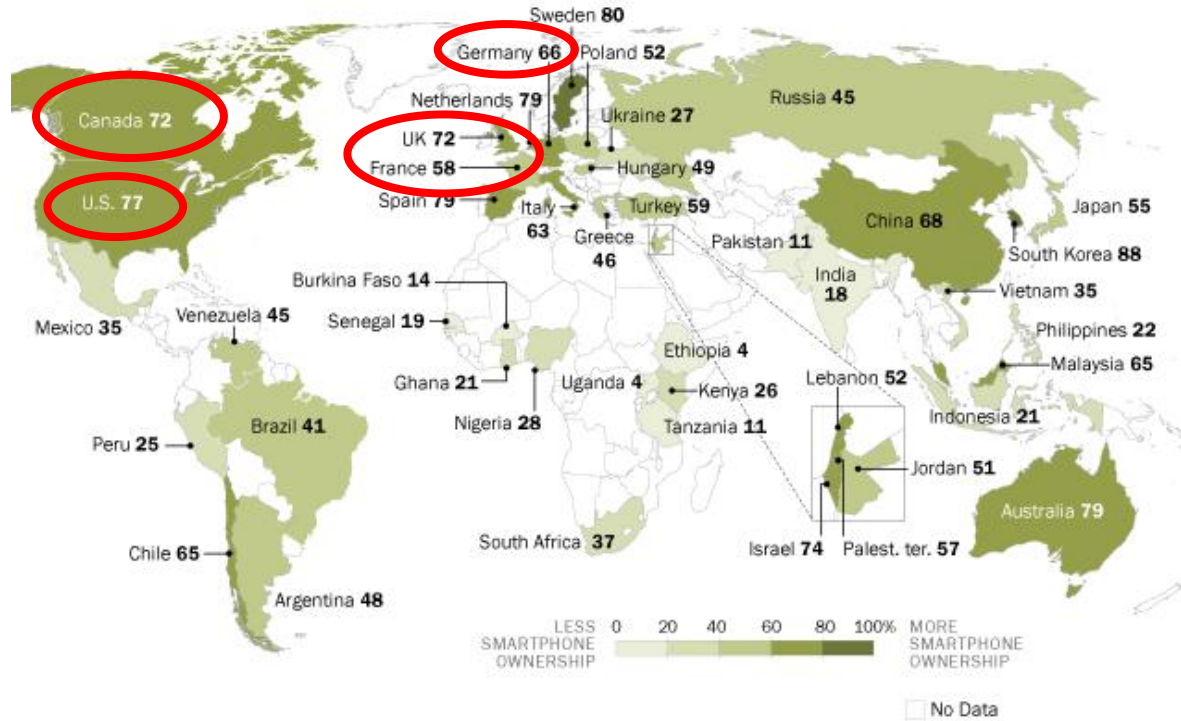 Sweden 80
Germany 66
Poland 52
Netherlands 79
Russia 45
Ukraine 27
Canada 72
UK 72
France 58
Hungary 49
U.S. 77
Spain 79
Italy
63
Turkey 59
Greece
46
China 68
Japan 55
Pakistan 11
South Korea 88
India
18
Burkina Faso 14
Vietnam 35
Mexico 35
Venezuela 45
Senegal 19
Philippines 22
Ethiopia 4
Malaysia 65
Ghana 21
Uganda 4
Kenya 26
Lebanon 52
Nigeria 28
Tanzania 11
Indonesia 21
Brazil 41
Peru 25
Jordan 51
Australia 79
South Africa 37
Israel 74
Palest. ter. 57
Chile 65
Argentina 48
LESS
SMARTPHONE
OWNERSHIP
0 20 40 60 80 100%
MORE
SMARTPHONE
OWNERSHIP
No Data